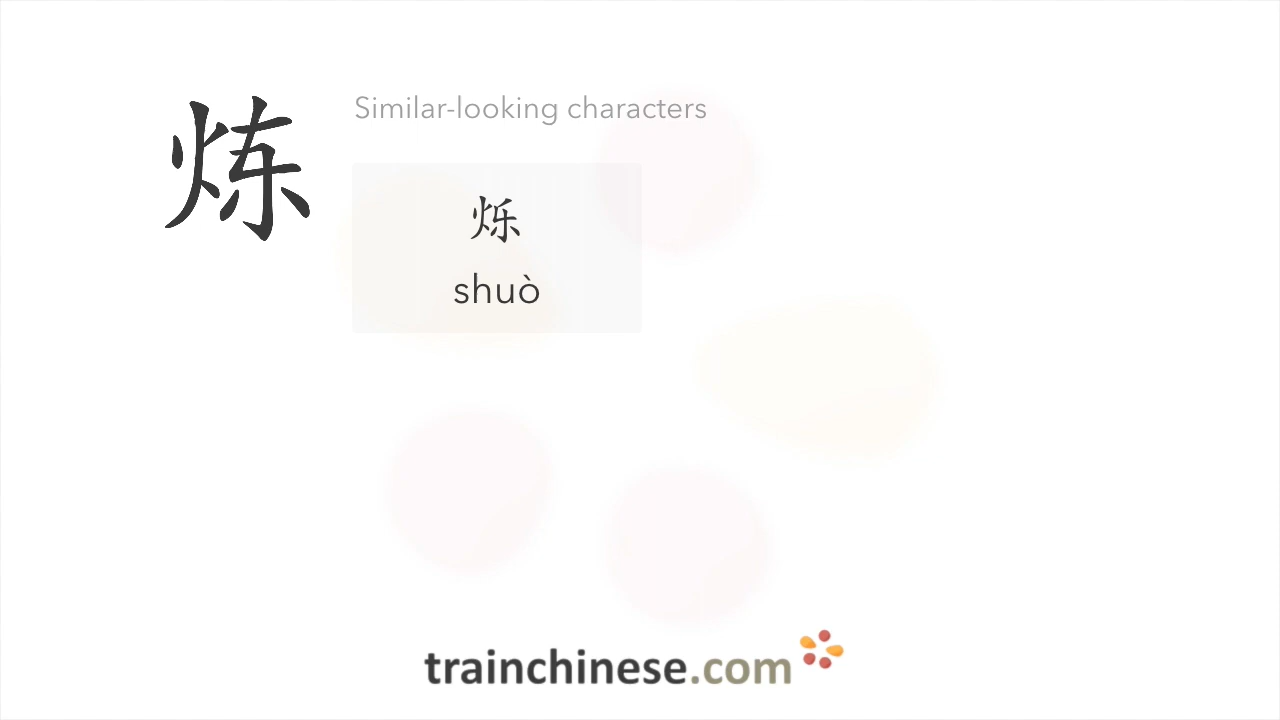 炼
Similar-looking characters
烁
shuò
trainchinese.com